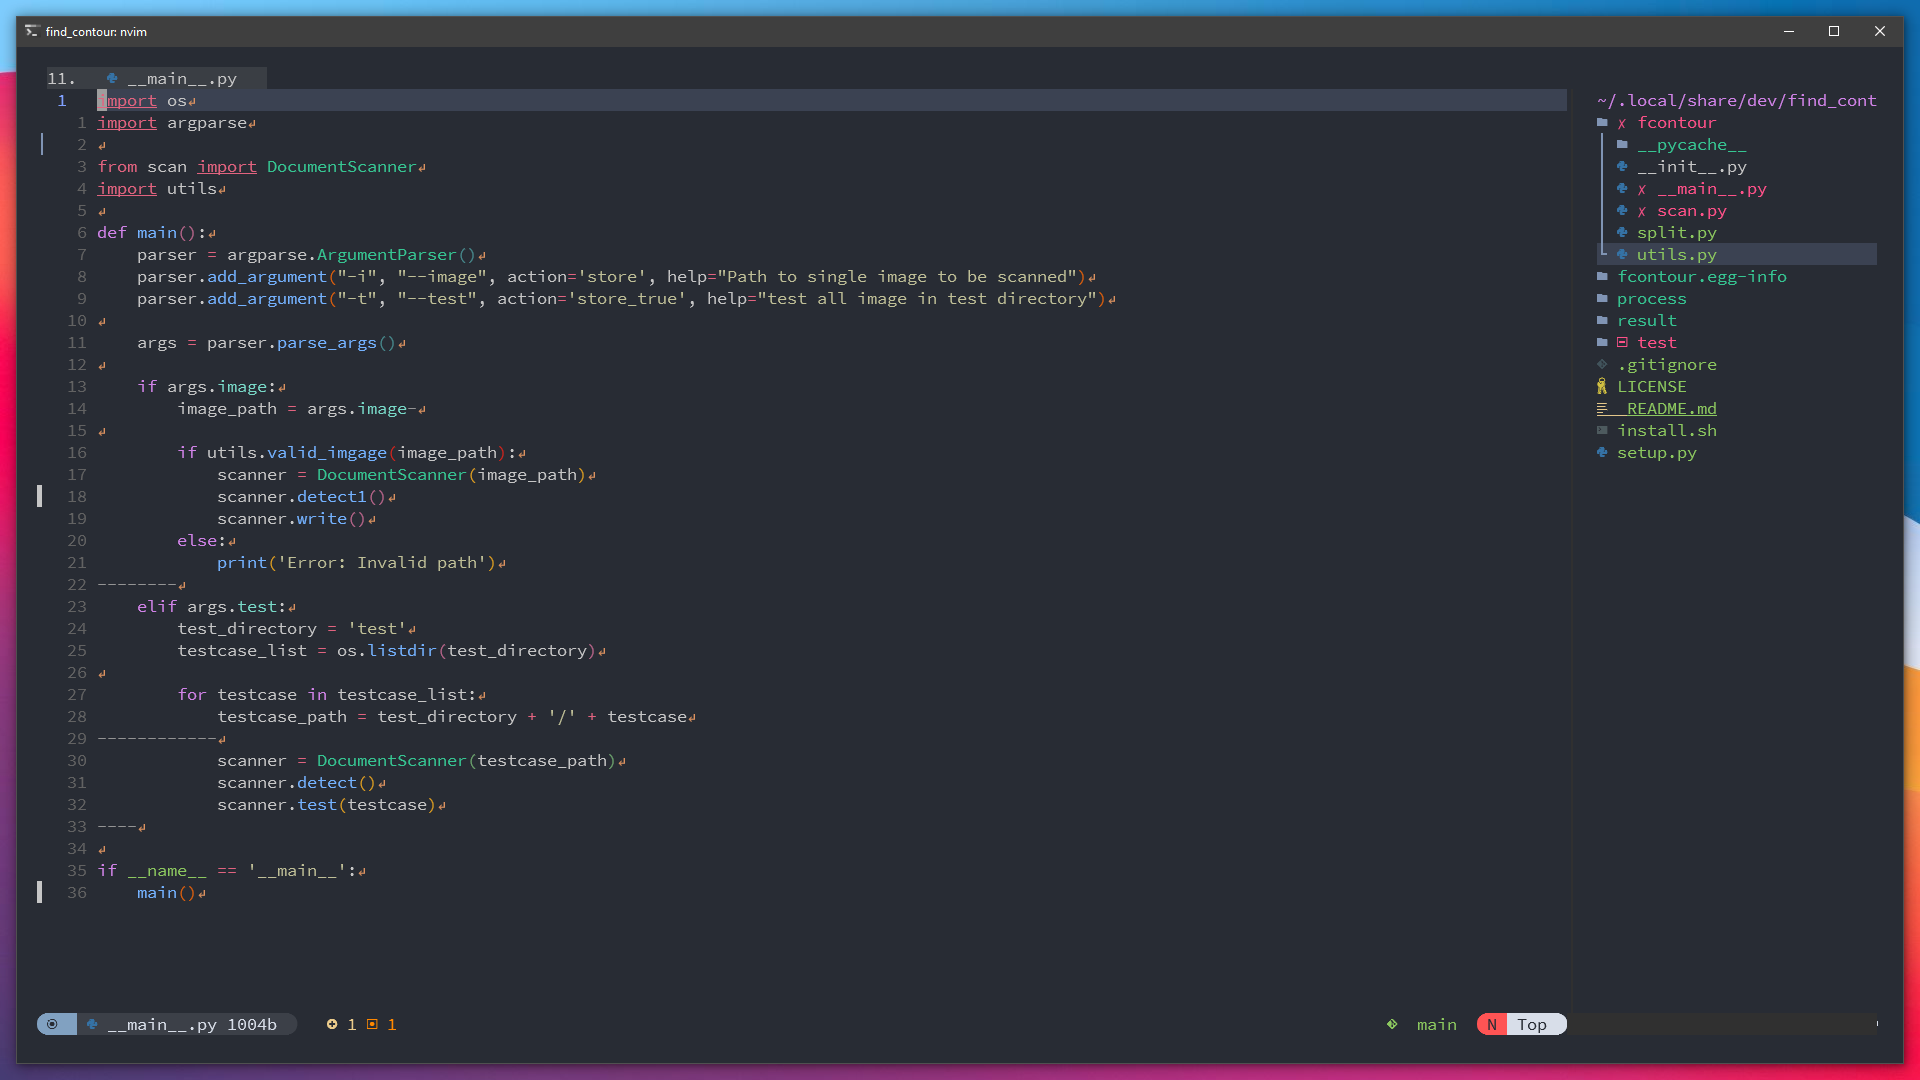 find_contour: nvim
11. __main__.py
1 import os
1 import argparse
2
3 from scan import DocumentScanner
4 import utils
5
6 def main():
7     parser = argparse.ArgumentParser()
8     parser.add_argument("-i", "--image", action='store', help="Path to single image to be scanned")
9     parser.add_argument("-t", "--test", action='store_true', help="test all image in test directory")
10
11     args = parser.parse_args()
12
13     if args.image:
14         image_path = args.image-
15
16         if utils.valid_imgage(image_path):
17             scanner = DocumentScanner(image_path)
18             scanner.detect1()
19             scanner.write()
20         else:
21             print('Error: Invalid path')
22 --------
23     elif args.test:
24         test_directory = 'test'
25         testcase_list = os.listdir(test_directory)
26
27         for testcase in testcase_list:
28             testcase_path = test_directory + '/' + testcase
29 ------------
30             scanner = DocumentScanner(testcase_path)
31             scanner.detect()
32             scanner.test(testcase)
33 ----
34
35 if __name__ == '__main__':
36     main()
~/.local/share/dev/find_cont
✗ fcontour
__pycache__
__init__.py
✗ __main__.py
✗ scan.py
split.py
utils.py
fcontour.egg-info
process
result
test
.gitignore
LICENSE
README.md
install.sh
setup.py
__main__.py 1004b 1 1 main N Top